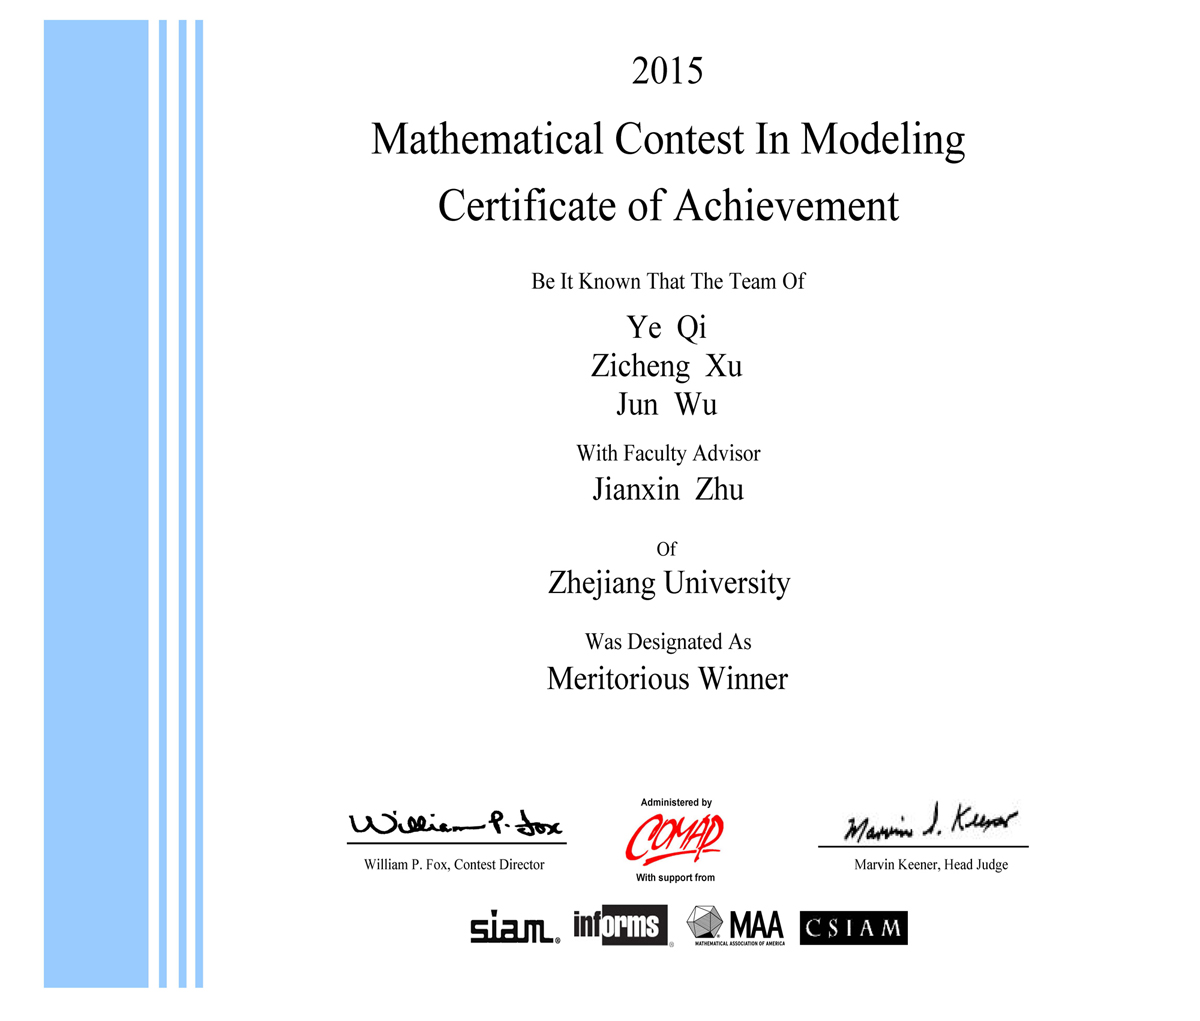 2015
Mathematical Contest In Modeling
Certificate of Achievement
Be It Known That The Team Of
Ye Qi
Zicheng Xu
Jun Wu
With Faculty Advisor
Jianxin Zhu
Of
Zhejiang University
Was Designated As
Meritorious Winner
William P. Fox
William P. Fox, Contest Director
Administered by
COMAP
With support from
Marvin S. Keener
Marvin Keener, Head Judge
siam®
informs®
MAA
MATHEMATICAL ASSOCIATION OF AMERICA
CSIAM